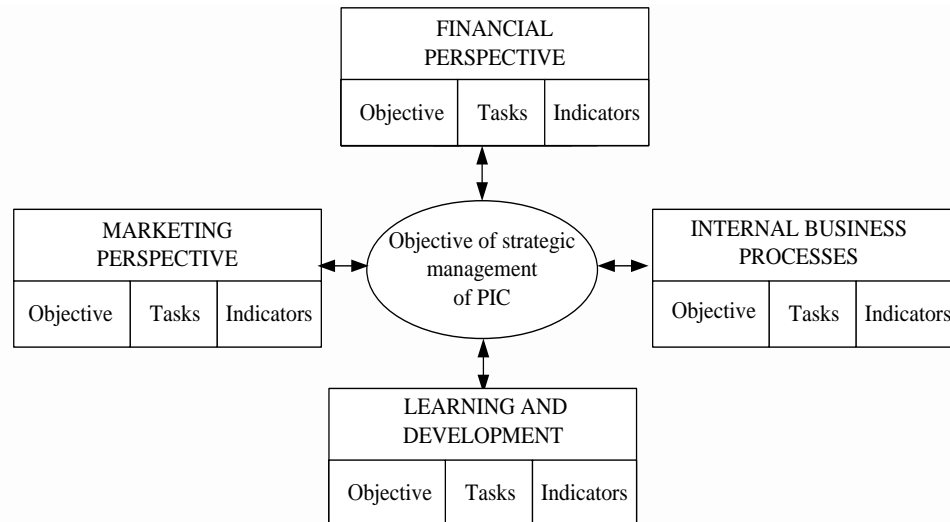 FINANCIAL
PERSPECTIVE
Objective Tasks Indicators
MARKETING
PERSPECTIVE
Objective Tasks Indicators
Objective of strategic
management
of PIC
INTERNAL BUSINESS
PROCESSES
Objective Tasks Indicators
LEARNING AND
DEVELOPMENT
Objective Tasks Indicators